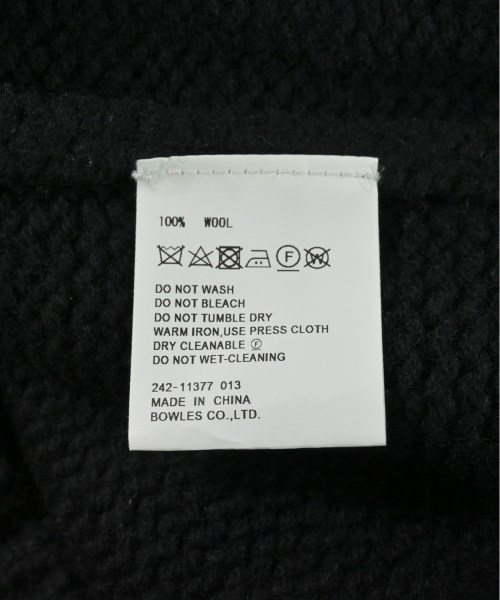 100% WOOL
F W
DO NOT WASH
DO NOT BLEACH
DO NOT TUMBLE DRY
WARM IRON,USE PRESS CLOTH
DRY CLEANABLE Ⓕ
DO NOT WET-CLEANING
242-11377 013
MADE IN CHINA
BOWLES CO.,LTD.